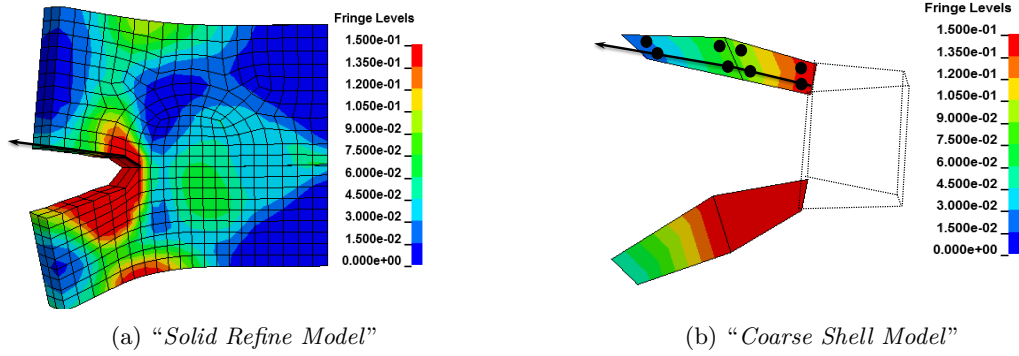 Fringe Levels
1.500e-01
1.350e-01
1.200e-01
1.050e-01
9.000e-02
7.500e-02
6.000e-02
4.500e-02
3.000e-02
1.500e-02
0.000e+00
(a) “Solid Refine Model”
Fringe Levels
1.500e-01
1.350e-01
1.200e-01
1.050e-01
9.000e-02
7.500e-02
6.000e-02
4.500e-02
3.000e-02
1.500e-02
0.000e+00
(b) “Coarse Shell Model”